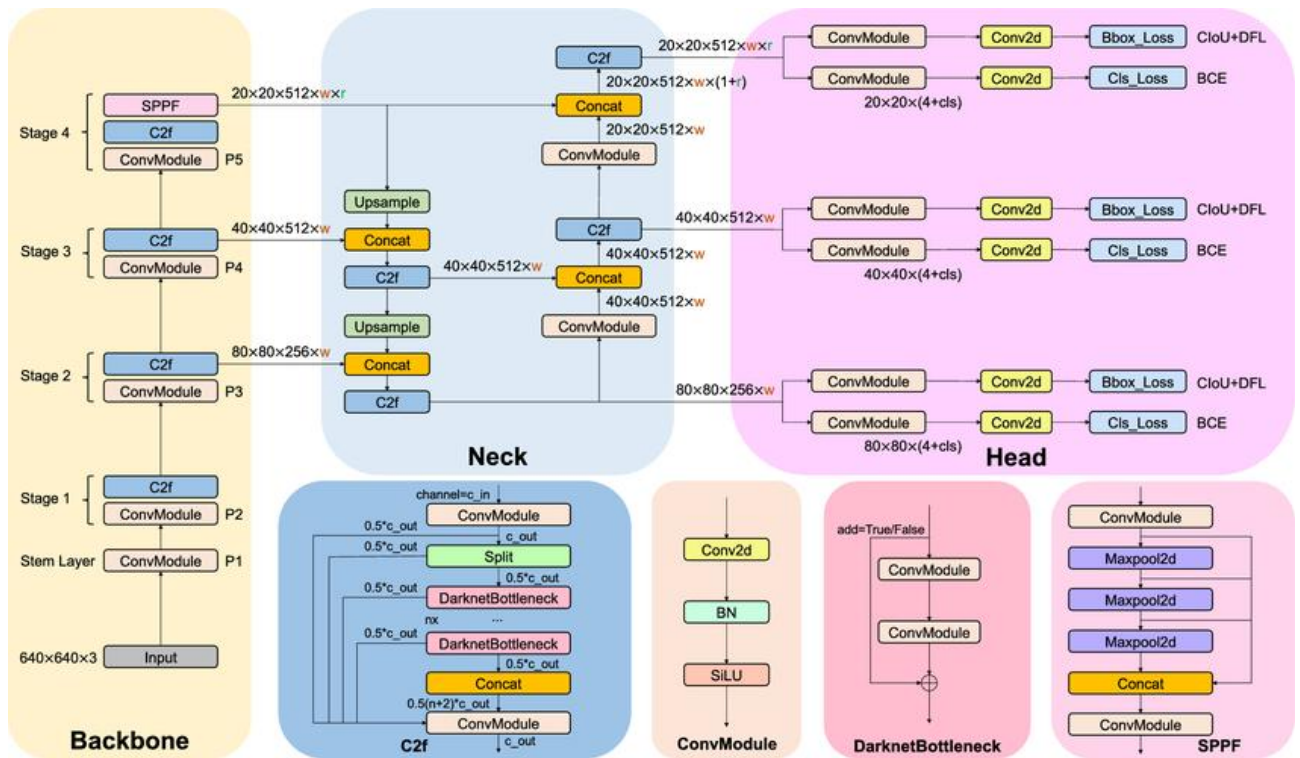 Backbone
Stage 4
SPPF
C2f
ConvModule
P5
Stage 3
C2f
ConvModule
P4
Stage 2
C2f
ConvModule
P3
Stage 1
C2f
ConvModule
P2
Stem Layer
ConvModule
P1
640×640×3
Input
20×20×512×w×r
40×40×512×w
80×80×256×w
Neck
Upsample
Concat
C2f
Upsample
Concat
C2f
40×40×512×w
C2f
20×20×512×w×(1+r)
Concat
20×20×512×w
ConvModule
C2f
40×40×512×w
Concat
40×40×512×w
ConvModule
20×20×512×w×r
40×40×512×w
80×80×256×w
Head
ConvModule
Conv2d
Bbox_Loss
CIoU+DFL
ConvModule
Conv2d
Cls_Loss
BCE
20×20×(4+cls)
ConvModule
Conv2d
Bbox_Loss
CIoU+DFL
ConvModule
Conv2d
Cls_Loss
BCE
40×40×(4+cls)
ConvModule
Conv2d
Bbox_Loss
CIoU+DFL
ConvModule
Conv2d
Cls_Loss
BCE
80×80×(4+cls)
channel=c_in
ConvModule
0.5*c_out
c_out
0.5*c_out
Split
0.5*c_out
0.5*c_out
DarknetBottleneck
nx
...
0.5*c_out
DarknetBottleneck
0.5*c_out
Concat
0.5(n+2)*c_out
ConvModule
c_out
C2f
Conv2d
BN
SiLU
ConvModule
add=True/False
ConvModule
ConvModule
DarknetBottleneck
ConvModule
Maxpool2d
Maxpool2d
Maxpool2d
Concat
ConvModule
SPPF